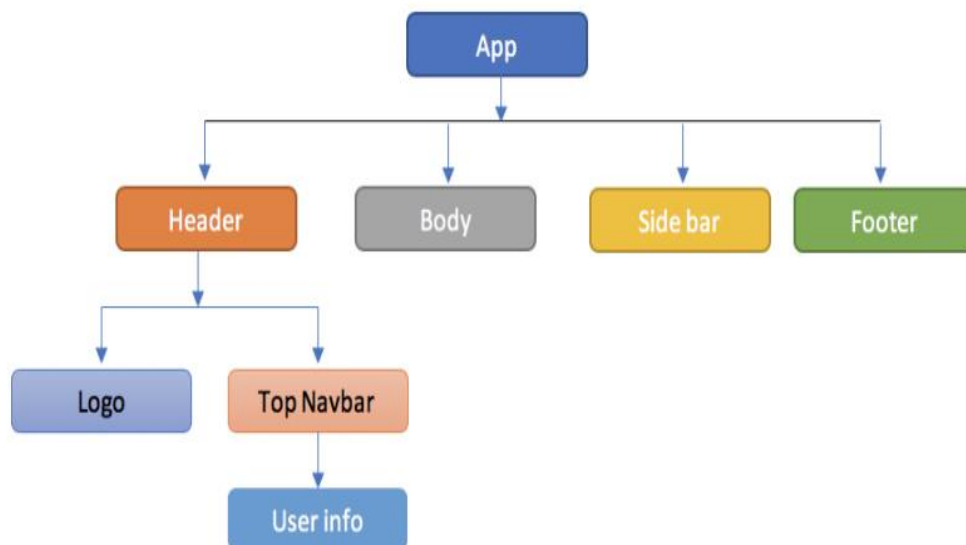 App
Header
Body
Side bar
Footer
Logo
Top Navbar
User info